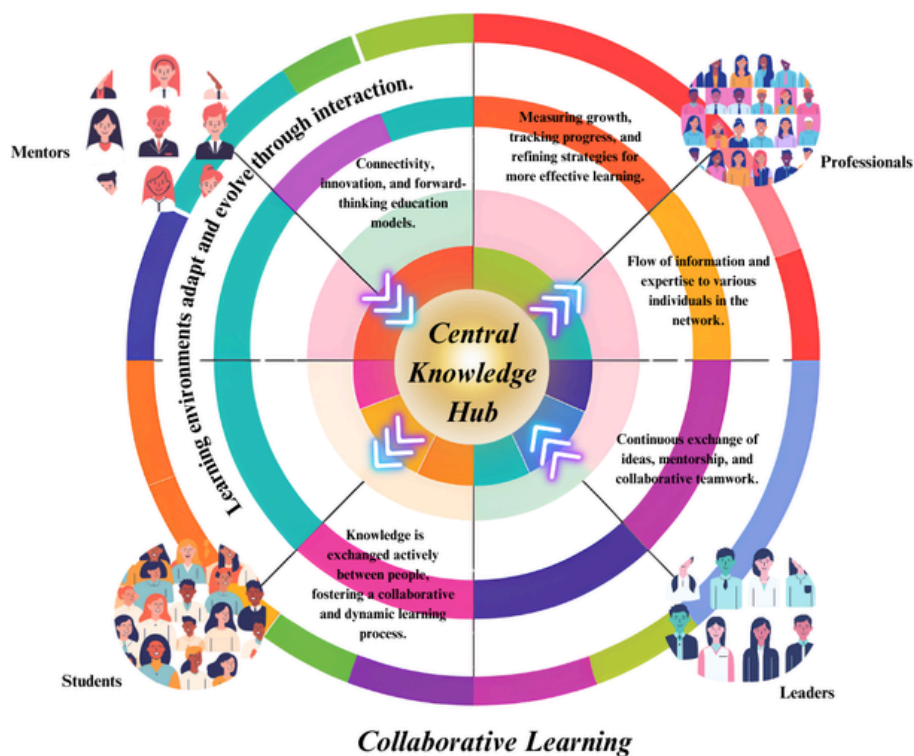 Mentors
Learning environments adapt and evolve through interaction.
Connectivity,
innovation, and forward-
thinking education
models.
Measuring growth,
tracking progress, and
refining strategies for
more effective learning.
Professionals
Flow of information and
expertise to various
individuals in the
network.
Central
Knowledge
Hub
Continuous exchange of
ideas, mentorship, and
collaborative teamwork.
Knowledge is
exchanged actively
between people,
fostering a collaborative
and dynamic learning
process.
Students
Leaders
Collaborative Learning